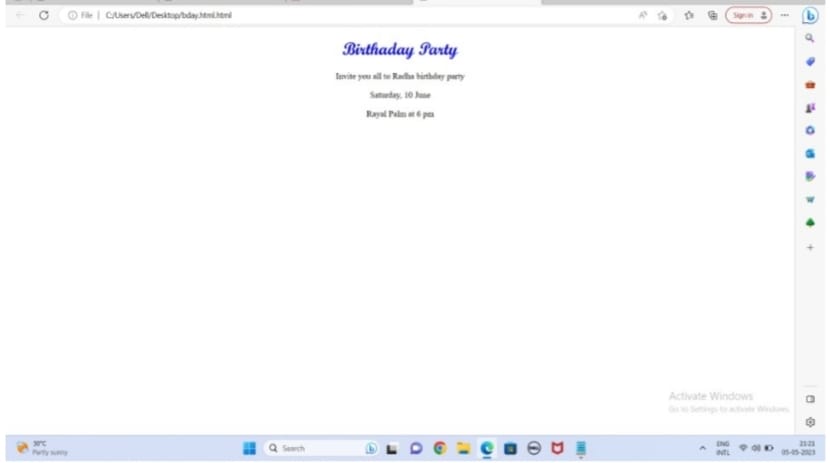 File | C:/Users/Dell/Desktop/bday.html.html
Sign in
Birthaday Party
Invite you all to Radha birthday party
Saturday, 10 June
Rayal Palm at 6 pm
Activate Windows
Go to Settings to activate Windows.
30°C
Partly sunny
Search
ENG
INTL
21:21
05-05-2023